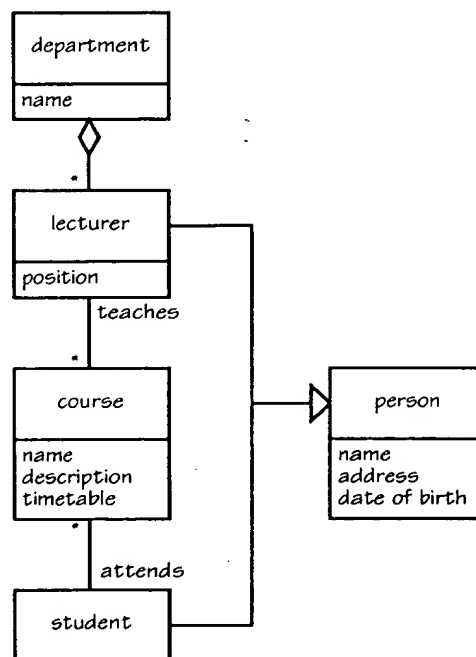 department
name
*
lecturer
position
teaches
*
course
name
description
timetable
*
attends
student
person
name
address
date of birth